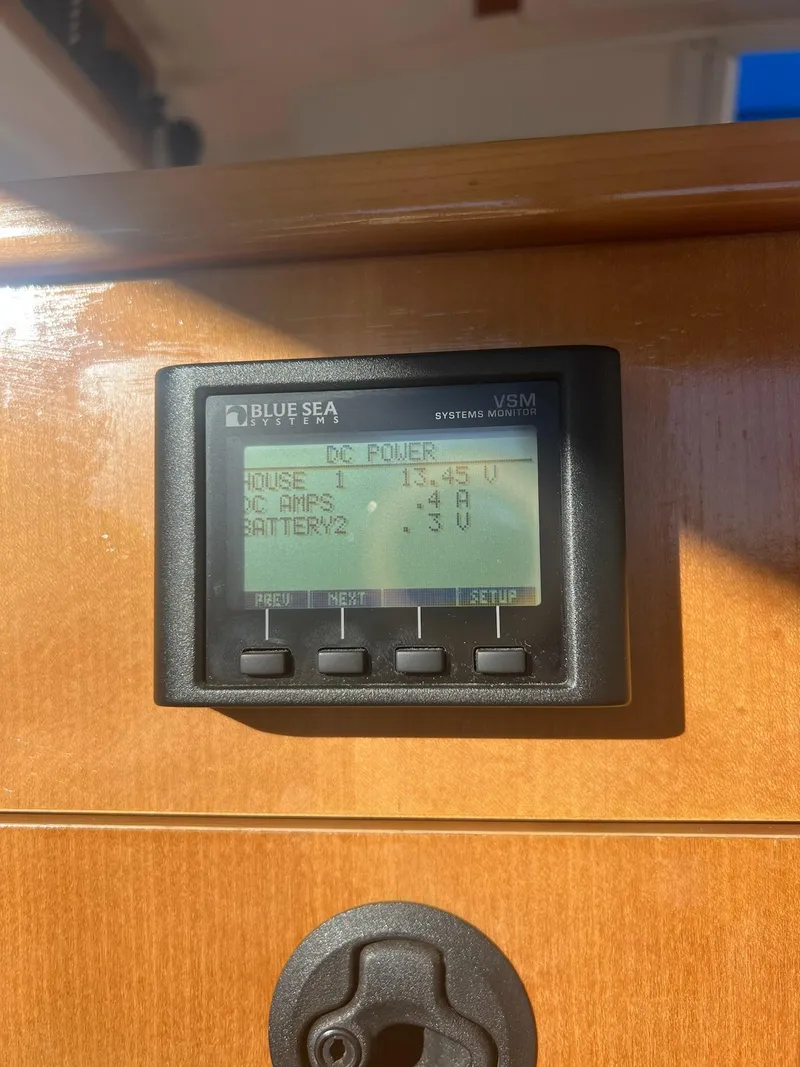 BLUE SEA
SYSTEMS
VSM
SYSTEMS MONITOR
DC POWER
HOUSE 1 13.45 V
DC AMPS .4 A
BATTERY2 . 3 V
PREV NEXT SETUP